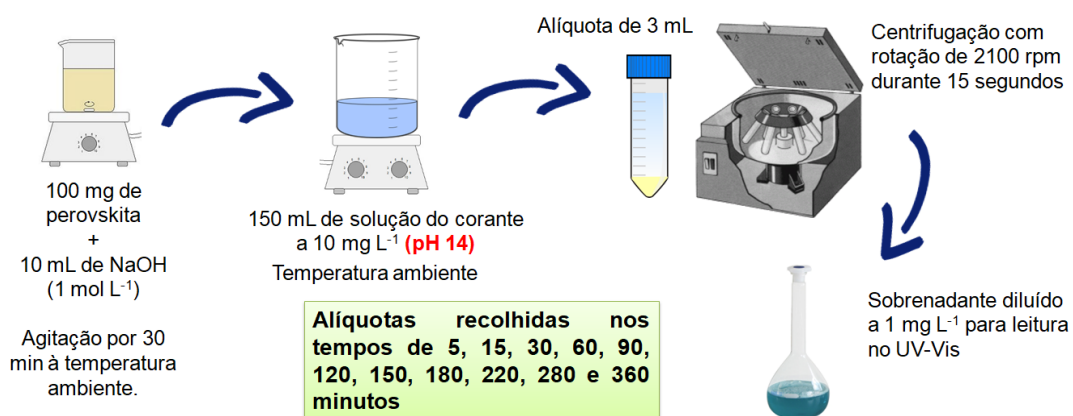 100 mg de
perovskita
+
10 mL de NaOH
(1 mol L⁻¹)
Agitação por 30
min à temperatura
ambiente.
150 mL de solução do corante
a 10 mg L⁻¹ (pH 14)
Temperatura ambiente
Alíquotas recolhidas nos
tempos de 5, 15, 30, 60, 90,
120, 150, 180, 220, 280 e 360
minutos
Alíquota de 3 mL
Centrifugação com
rotação de 2100 rpm
durante 15 segundos
Sobrenadante diluído
a 1 mg L⁻¹ para leitura
no UV-Vis